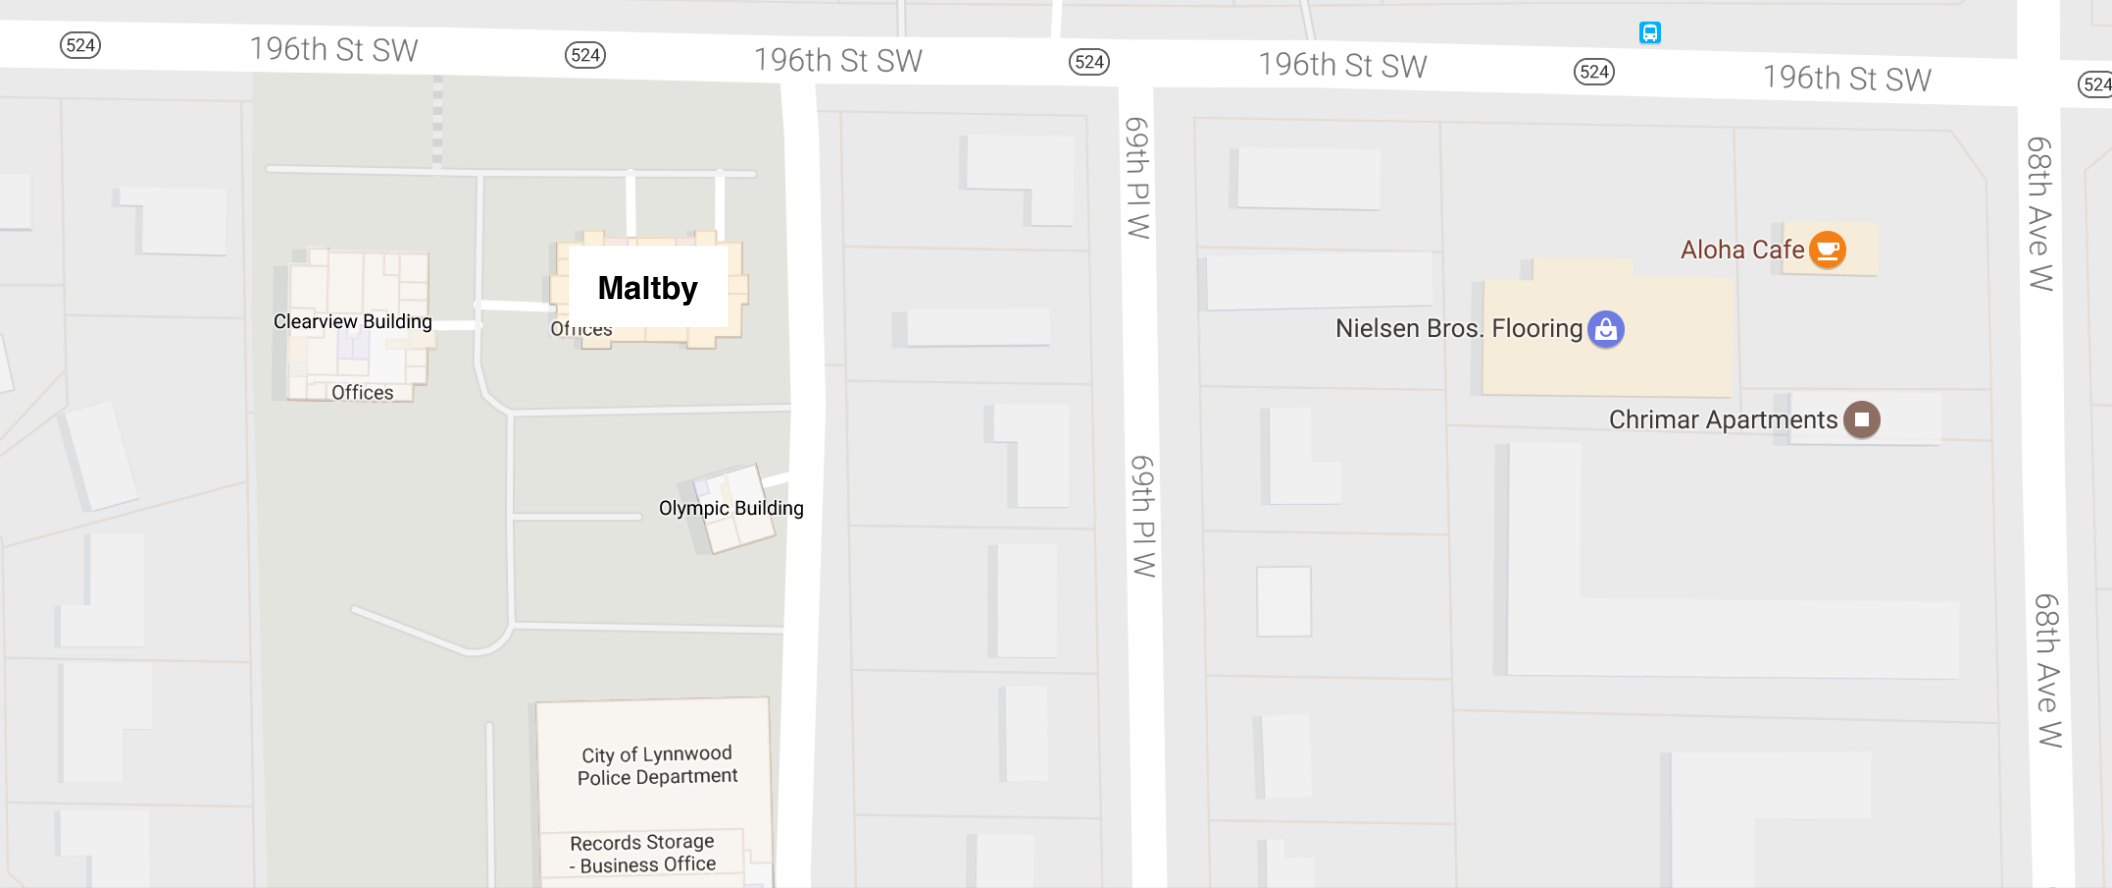 524
196th St SW
524
196th St SW
524
196th St SW
524
196th St SW
524
69th Pl W
68th Ave W
Aloha Cafe
Maltby
Offices
Clearview Building
Offices
Nielsen Bros. Flooring
Chrimar Apartments
Olympic Building
69th Pl W
68th Ave W
City of Lynnwood
Police Department
Records Storage
- Business Office